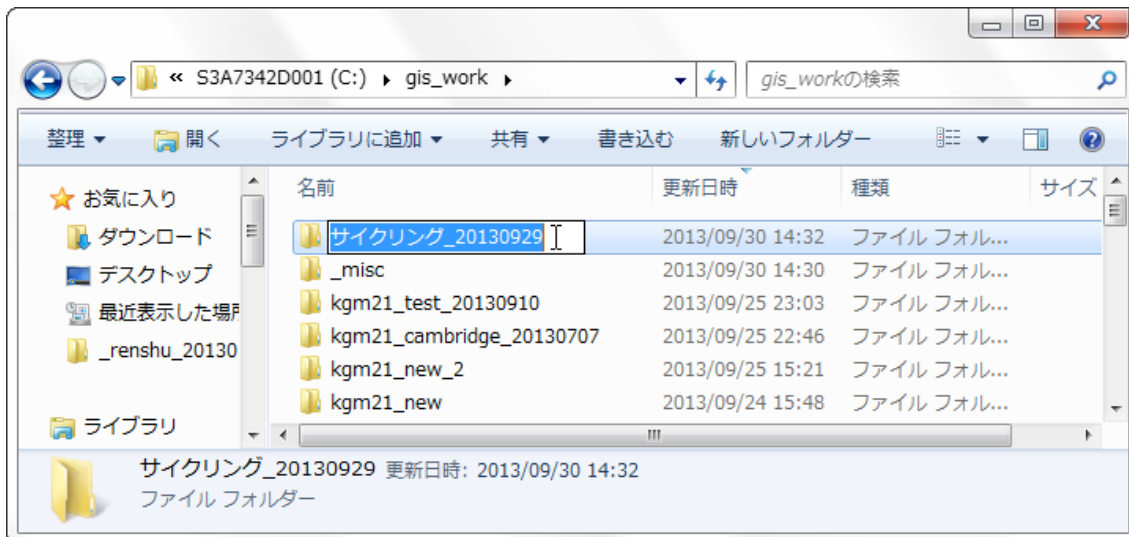 « S3A7342D001 (C:) ▸ gis_work ▸ gis_workの検索
整理 開く ライブラリに追加 共有 書き込む 新しいフォルダー
お気に入り
ダウンロード
デスクトップ
最近表示した場所
_renshu_20130
ライブラリ
名前 更新日時 種類 サイズ
サイクリング_20130929 2013/09/30 14:32 ファイル フォル...
_misc 2013/09/30 14:30 ファイル フォル...
kgm21_test_20130910 2013/09/25 23:03 ファイル フォル...
kgm21_cambridge_20130707 2013/09/25 22:46 ファイル フォル...
kgm21_new_2 2013/09/25 15:21 ファイル フォル...
kgm21_new 2013/09/24 15:48 ファイル フォル...
サイクリング_20130929 更新日時: 2013/09/30 14:32
ファイル フォルダー